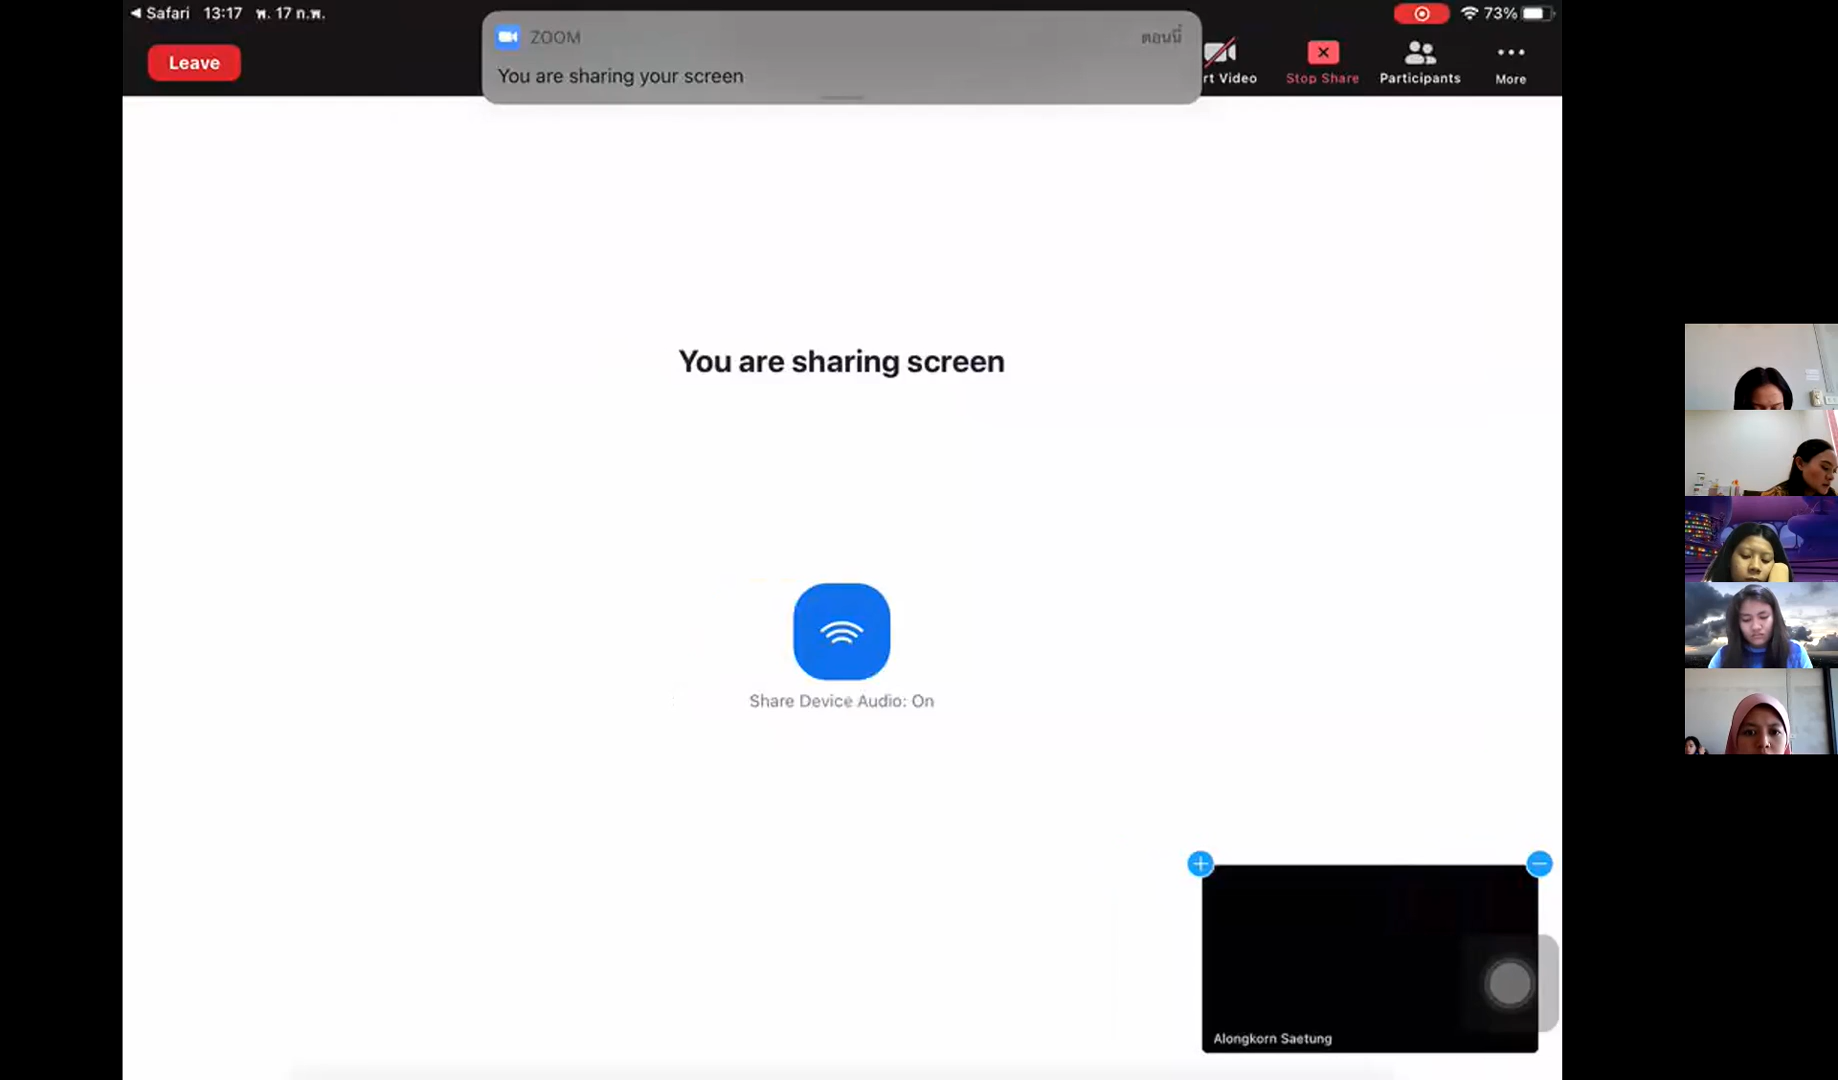 Safari 13:17 พ. 17 ก.พ.
73%
Leave
ZOOM
ตอนนี้
You are sharing your screen
rt Video
Stop Share
Participants
More
You are sharing screen
Share Device Audio: On
Alongkorn Saetung